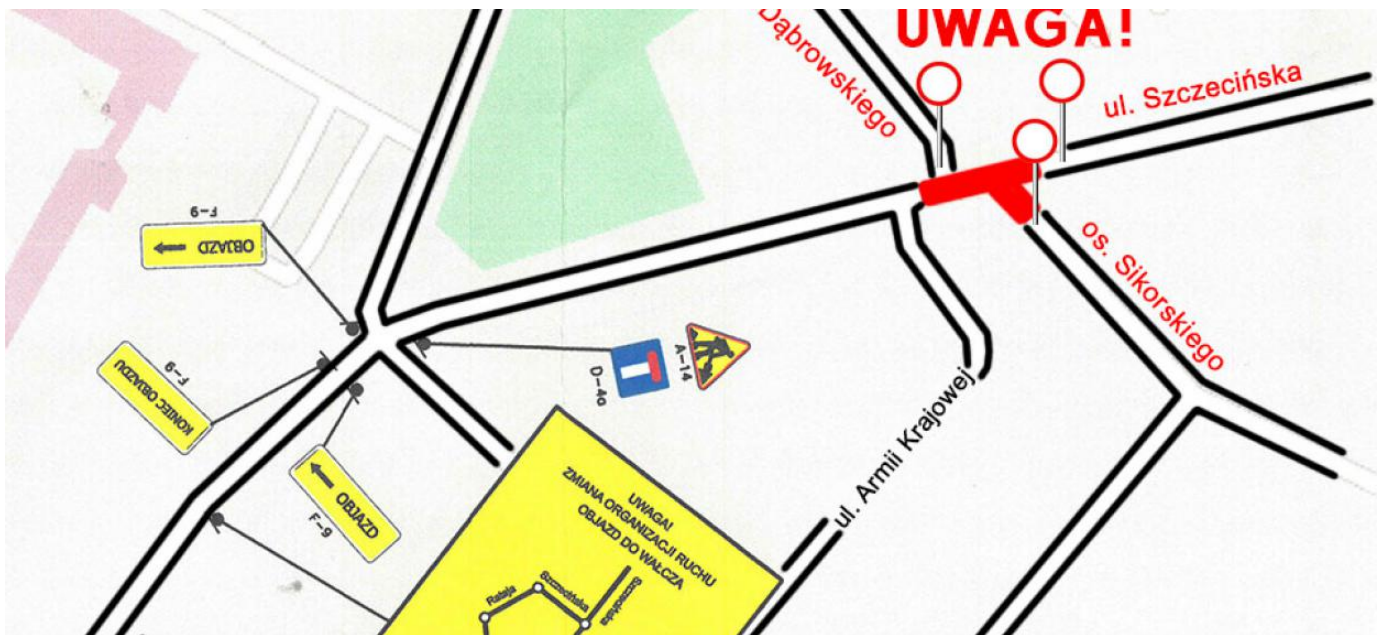 UWAGA!
Dąbrowskiego
ul. Szczecińska
os. Sikorskiego
ul. Armii Krajowej
F-9
OBJAZD
F-9
KONIEC OBJAZDU
OBJAZD
F-9
D-4a
A-14
UWAGA!
ZMIANA ORGANIZACJI RUCHU
OBJAZD DO WAŁCZA
Rataja
Szczecińska
Szczecińska